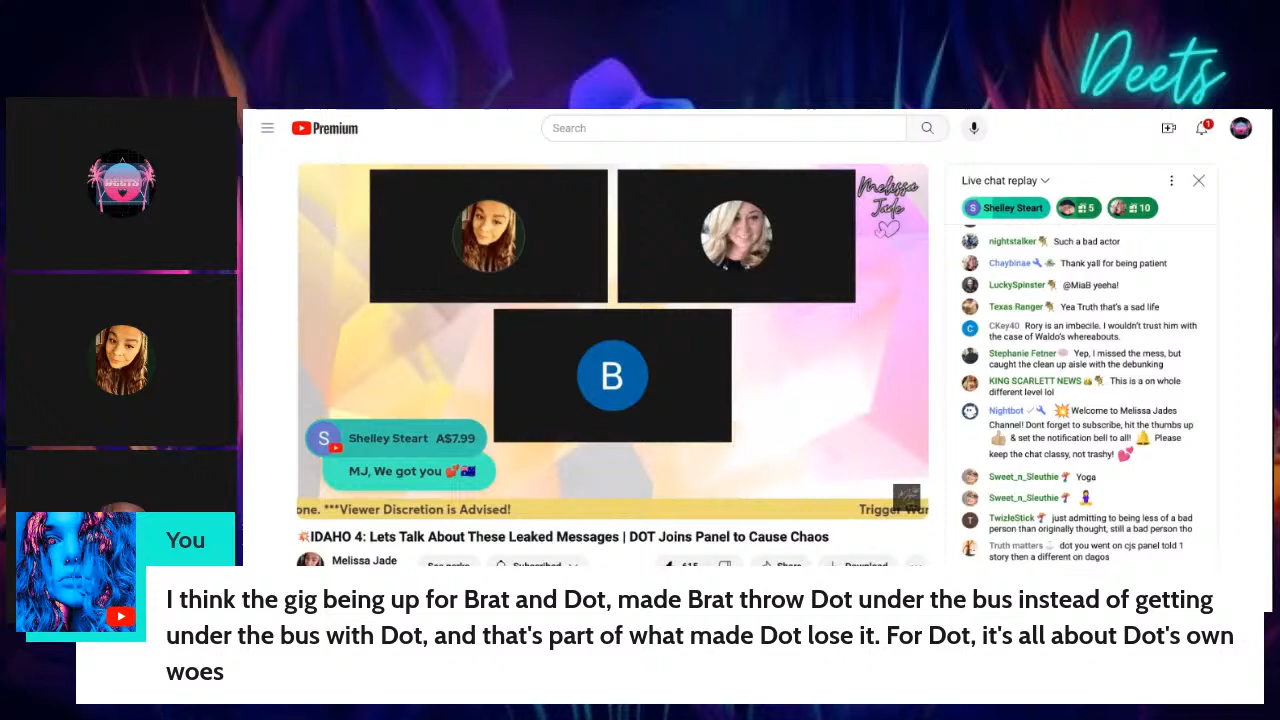 Deets
DEETS
Premium
Search
1
Melissa
Jade
B
S
Shelley Steart A$7.99
MJ, We got you 💕🇦🇺
one. ***Viewer Discretion is Advised!
Trigger War
💥IDAHO 4: Lets Talk About These Leaked Messages | DOT Joins Panel to Cause Chaos
Melissa Jade
See perks
Subscribed
615
Share
Download
Live chat replay
S Shelley Steart
5
10
nightstalker Such a bad actor
Chaybinae Thank yall for being patient
LuckySpinster @MiaB yeeha!
Texas Ranger Yea Truth that's a sad life
C CKey40 Rory is an imbecile. I wouldn't trust him with
the case of Waldo's whereabouts.
Stephanie Fetner Yep, I missed the mess, but
caught the clean up aisle with the debunking
KING SCARLETT NEWS This is a on whole
different level lol
Nightbot 💥Welcome to Melissa Jades
Channel! Dont forget to subscribe, hit the thumbs up
👍🏼 & set the notification bell to all! 🔔 Please
keep the chat classy, not trashy! 💕
Sweet_n_Sleuthie Yoga
Sweet_n_Sleuthie 🧘‍♀️
T TwizleStick just admitting to being less of a bad
person than originally thought, still a bad person tho
Truth matters dot you went on cjs panel told 1
story then a different on dagos
You
I think the gig being up for Brat and Dot, made Brat throw Dot under the bus instead of getting
under the bus with Dot, and that's part of what made Dot lose it. For Dot, it's all about Dot's own
woes